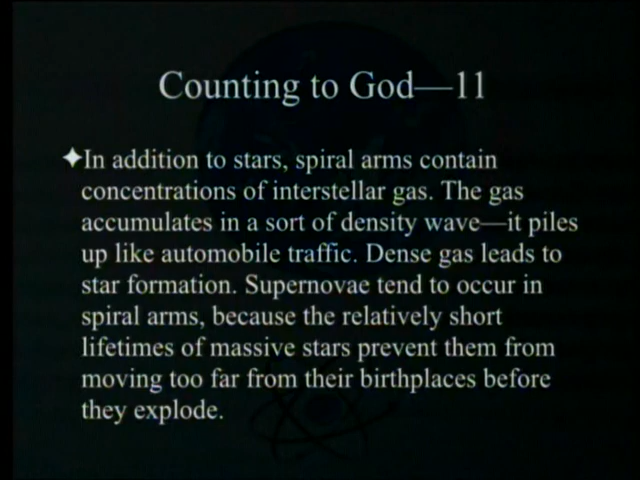 Counting to God—11
✦In addition to stars, spiral arms contain
concentrations of interstellar gas. The gas
accumulates in a sort of density wave—it piles
up like automobile traffic. Dense gas leads to
star formation. Supernovae tend to occur in
spiral arms, because the relatively short
lifetimes of massive stars prevent them from
moving too far from their birthplaces before
they explode.